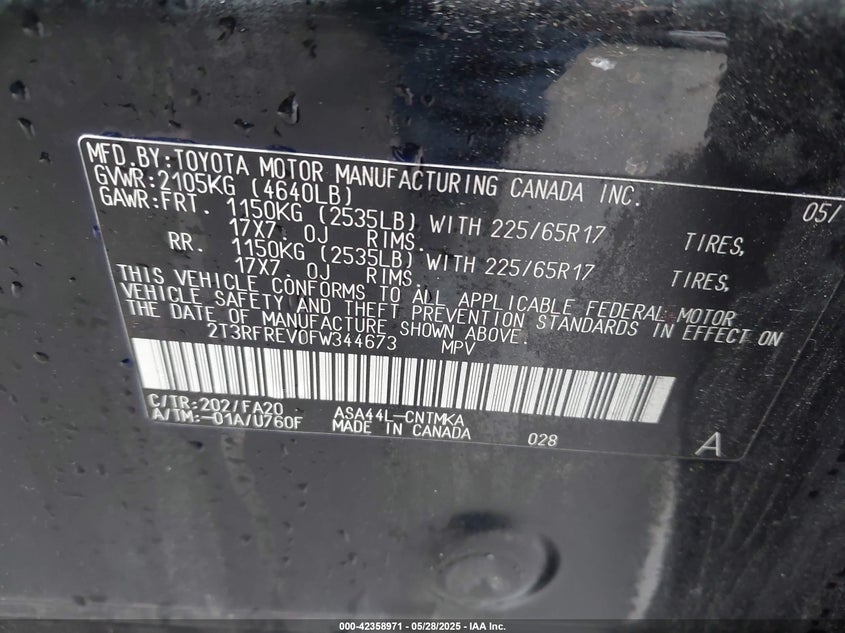 MFD.BY:TOYOTA MOTOR MANUFACTURING CANADA INC.
GVWR:2105KG (4640LB) 05/
GAWR:FRT. 1150KG (2535LB) WITH 225/65R17 TIRES,
17X7. 0J RIMS.
RR. 1150KG (2535LB) WITH 225/65R17 TIRES,
17X7. 0J RIMS.
THIS VEHICLE CONFORMS TO ALL APPLICABLE FEDERAL MOTOR
VEHICLE SAFETY AND THEFT PREVENTION STANDARDS IN EFFECT ON
THE DATE OF MANUFACTURE SHOWN ABOVE.
2T3RFREV0FW344673 MPV
C/TR:202/FA20 ASA44L-CNTMKA
A/TM:-01A/U760F MADE IN CANADA 028 A
000-42358971 | 05/28/2025 - IAA Inc.